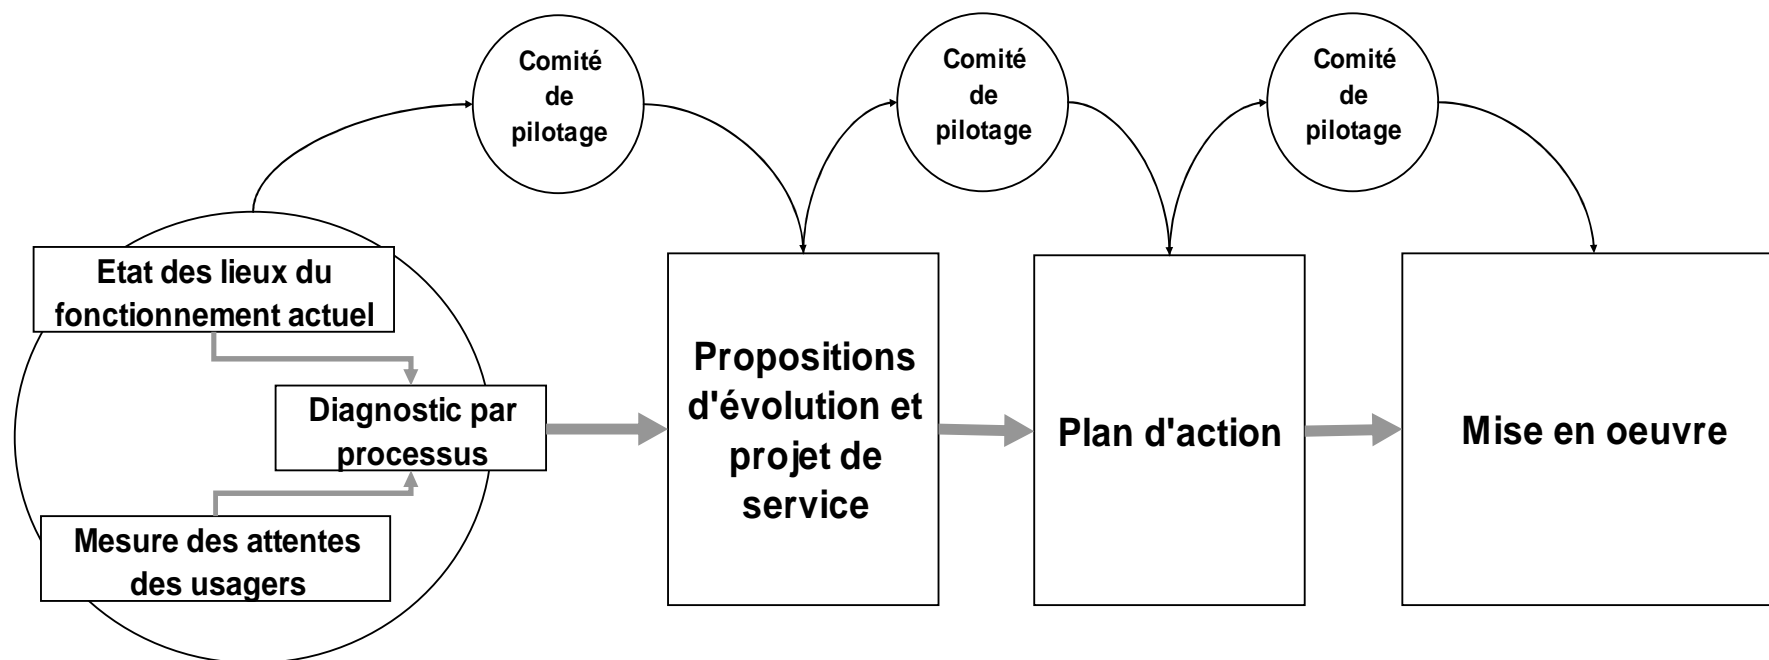 Comité
de
pilotage
Comité
de
pilotage
Comité
de
pilotage
Etat des lieux du
fonctionnement actuel
Diagnostic par
processus
Mesure des attentes
des usagers
Propositions
d'évolution et
projet de
service
Plan d'action
Mise en oeuvre